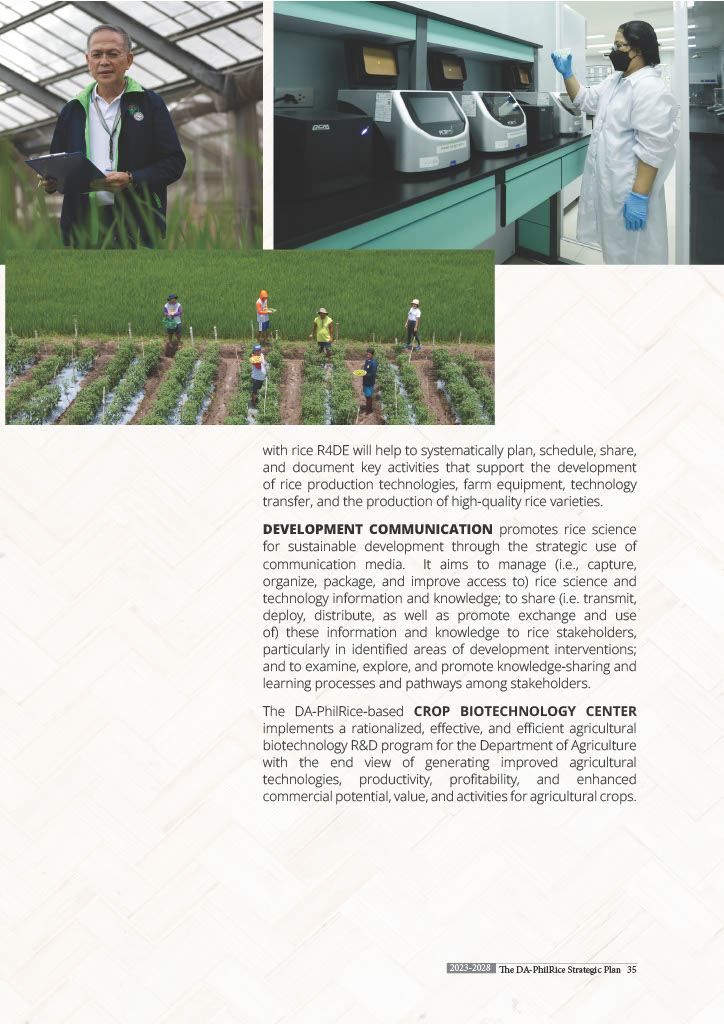 with rice R4DE will help to systematically plan, schedule, share,
and document key activities that support the development
of rice production technologies, farm equipment, technology
transfer, and the production of high-quality rice varieties.
DEVELOPMENT COMMUNICATION promotes rice science
for sustainable development through the strategic use of
communication media. It aims to manage (i.e., capture,
organize, package, and improve access to) rice science and
technology information and knowledge; to share (i.e. transmit,
deploy, distribute, as well as promote exchange and use
of) these information and knowledge to rice stakeholders,
particularly in identified areas of development interventions;
and to examine, explore, and promote knowledge-sharing and
learning processes and pathways among stakeholders.
The DA-PhilRice-based CROP BIOTECHNOLOGY CENTER
implements a rationalized, effective, and efficient agricultural
biotechnology R&D program for the Department of Agriculture
with the end view of generating improved agricultural
technologies, productivity, profitability, and enhanced
commercial potential, value, and activities for agricultural crops.
2023-2028 The DA-PhilRice Strategic Plan 35